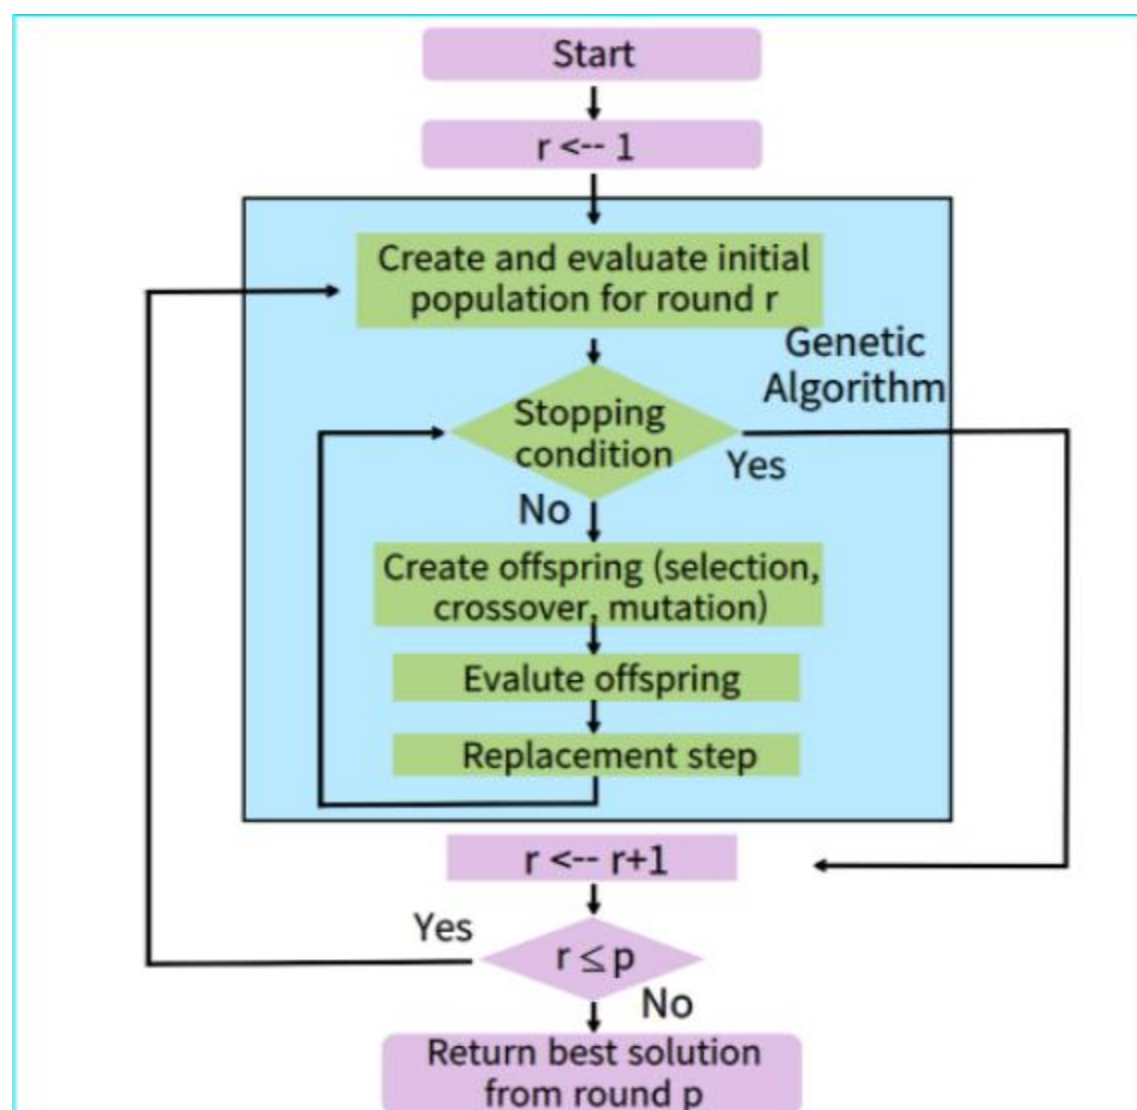 Start
r <-- 1
Create and evaluate initial
population for round r
Genetic
Algorithm
Stopping
condition
Yes
No
Create offspring (selection,
crossover, mutation)
Evalute offspring
Replacement step
r <-- r+1
Yes
r ≤ p
No
Return best solution
from round p